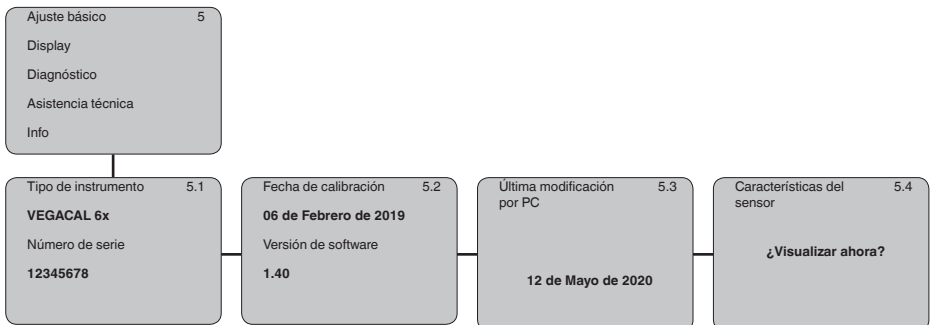 Ajuste básico 5
Display
Diagnóstico
Asistencia técnica
Info
Tipo de instrumento 5.1
VEGACAL 6x
Número de serie
12345678
Fecha de calibración 5.2
06 de Febrero de 2019
Versión de software
1.40
Última modificación 5.3
por PC
12 de Mayo de 2020
Características del 5.4
sensor
¿Visualizar ahora?